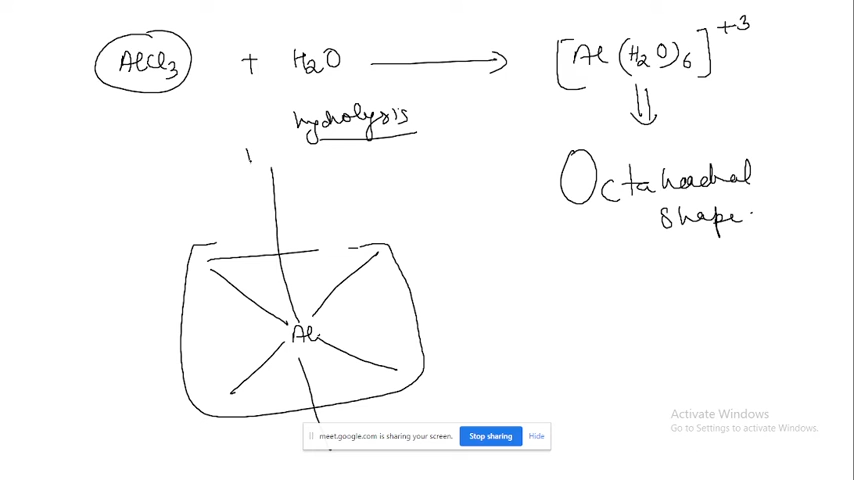 AlCl3 + H2O → [Al(H2O)6]+3
⇓
hydrolysis
Octahedral
shape.
Al
Activate Windows
Go to Settings to activate Windows.
meet.google.com is sharing your screen. Stop sharing Hide